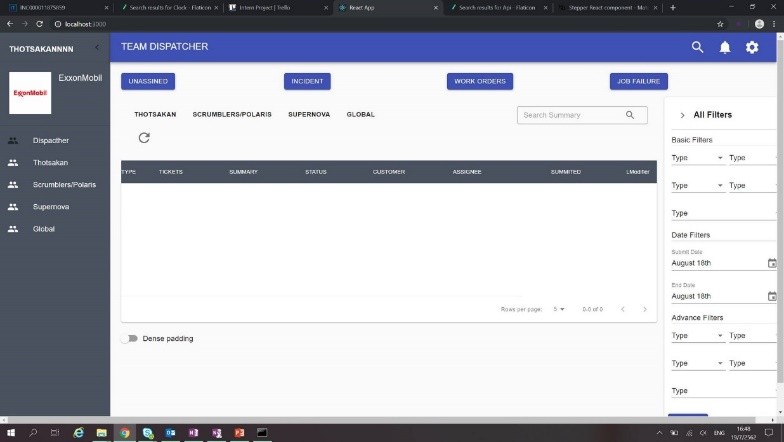 INC000011875859
Search results for Clock - Flaticon
Intern Project | Trello
React App
Search results for Api - Flaticon
Stepper React component - Mate
localhost:3000
THOTSAKANNNN
TEAM DISPATCHER
ExxonMobil
ExxonMobil
UNASSINED
INCIDENT
WORK ORDERS
JOB FAILURE
THOTSAKAN
SCRUMBLERS/POLARIS
SUPERNOVA
GLOBAL
Search Summary
All Filters
Dispacther
Thotsakan
Scrumblers/Polaris
Supernova
Global
TYPE
TICKETS
SUMMARY
STATUS
CUSTOMER
ASSIGNEE
SUMMITED
LModifier
Rows per page:
5
0-0 of 0
Dense padding
Basic Filters
Type Type
Type Type
Type
Date Filters
Submit Date
August 18th
End Date
August 18th
Advance Filters
Type Type
Type Type
Type
ENG
16:48
19/7/2562